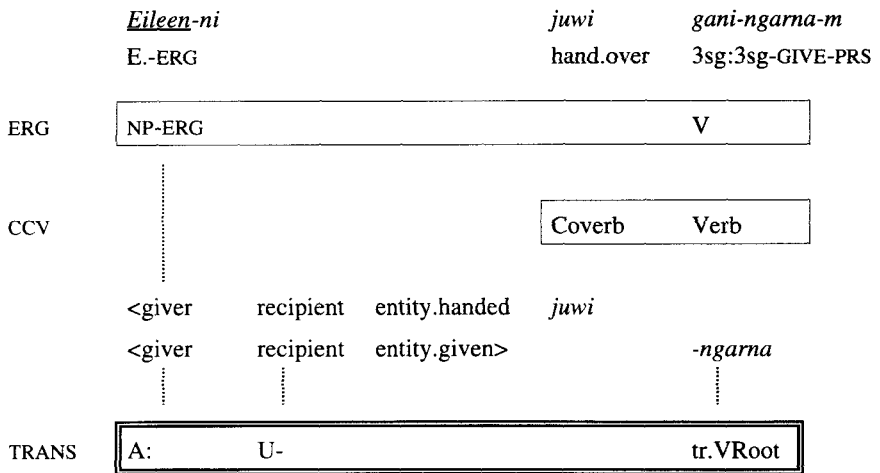 Eileen-ni juwi gani-ngarna-m
E.-ERG hand.over 3sg:3sg-GIVE-PRS
ERG NP-ERG V
CCV Coverb Verb
<giver recipient entity.handed juwi
<giver recipient entity.given> -ngarna
TRANS A: U- tr.VRoot